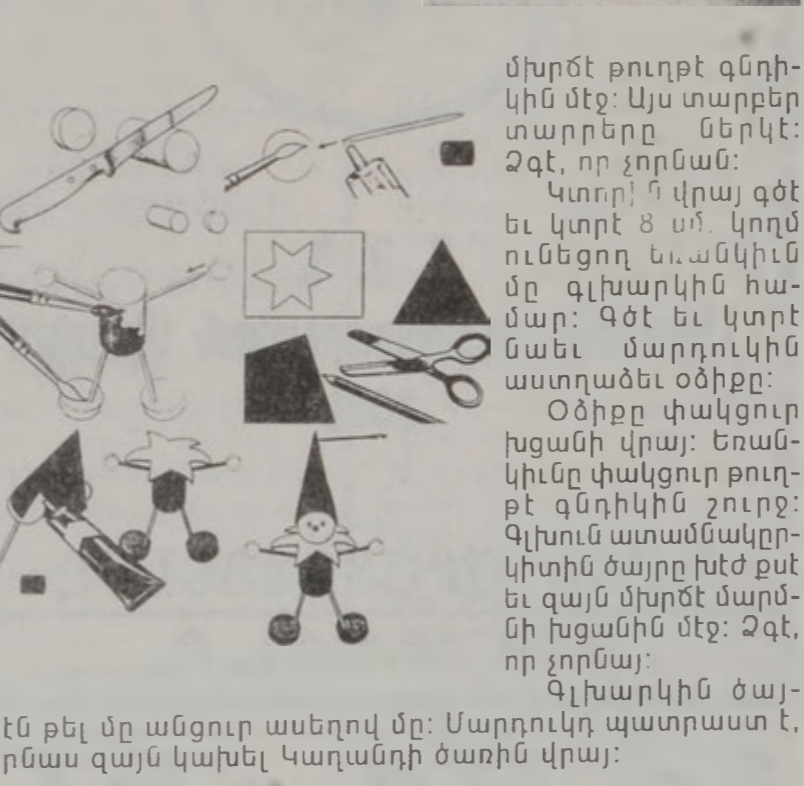 մխրճէ թուղթէ գնդի-
կին մէջ: Այս տարբեր
տարրերը ներկէ:
Ձգէ, որ չորնան:
վրայ գծէ
եւ կտրէ 8 սմ. կողմ
ունեցող եռանկիւն
մը գլխարկին հա-
մար: Գծէ եւ կտրէ
նաեւ մարդուկին
աստղաձեւ օձիքը:
Օձիքը փակցուր
խցանի վրայ: Եռան-
կիւնը փակցուր թուղ-
թէ գնդիկին շուրջ:
Գլխուն ատամնակըր-
կիտին ծայրը խէժ քսէ
եւ զայն մխրճէ մարմ-
նի խցանին մէջ: Ձգէ,
որ չորնայ:
Գլխարկին ծայ-
էն թել մը անցուր ասեղով մը: Մարդուկդ պատրաստ է,
րնաս զայն կախել Կաղանդի ծառին վրայ: